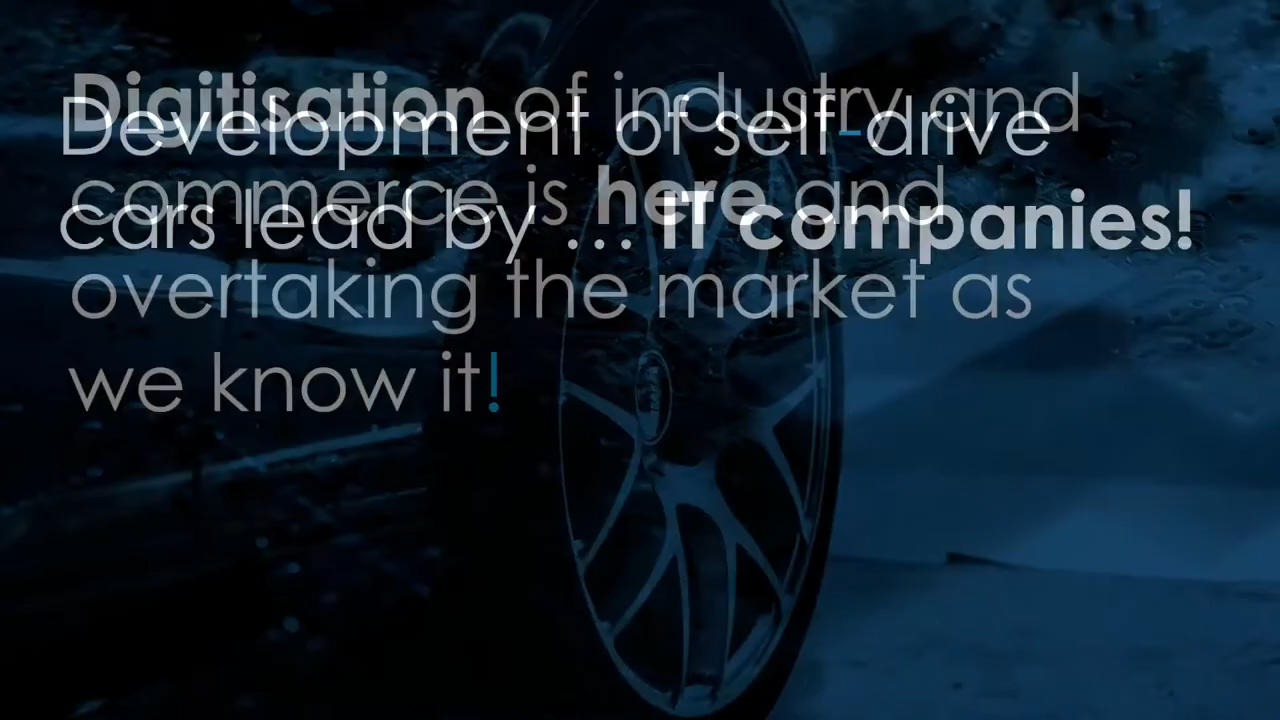 Digitisation of industry and
commerce is here and
overtaking the market as
we know it!
Development of self-drive
cars lead by ... IT companies!